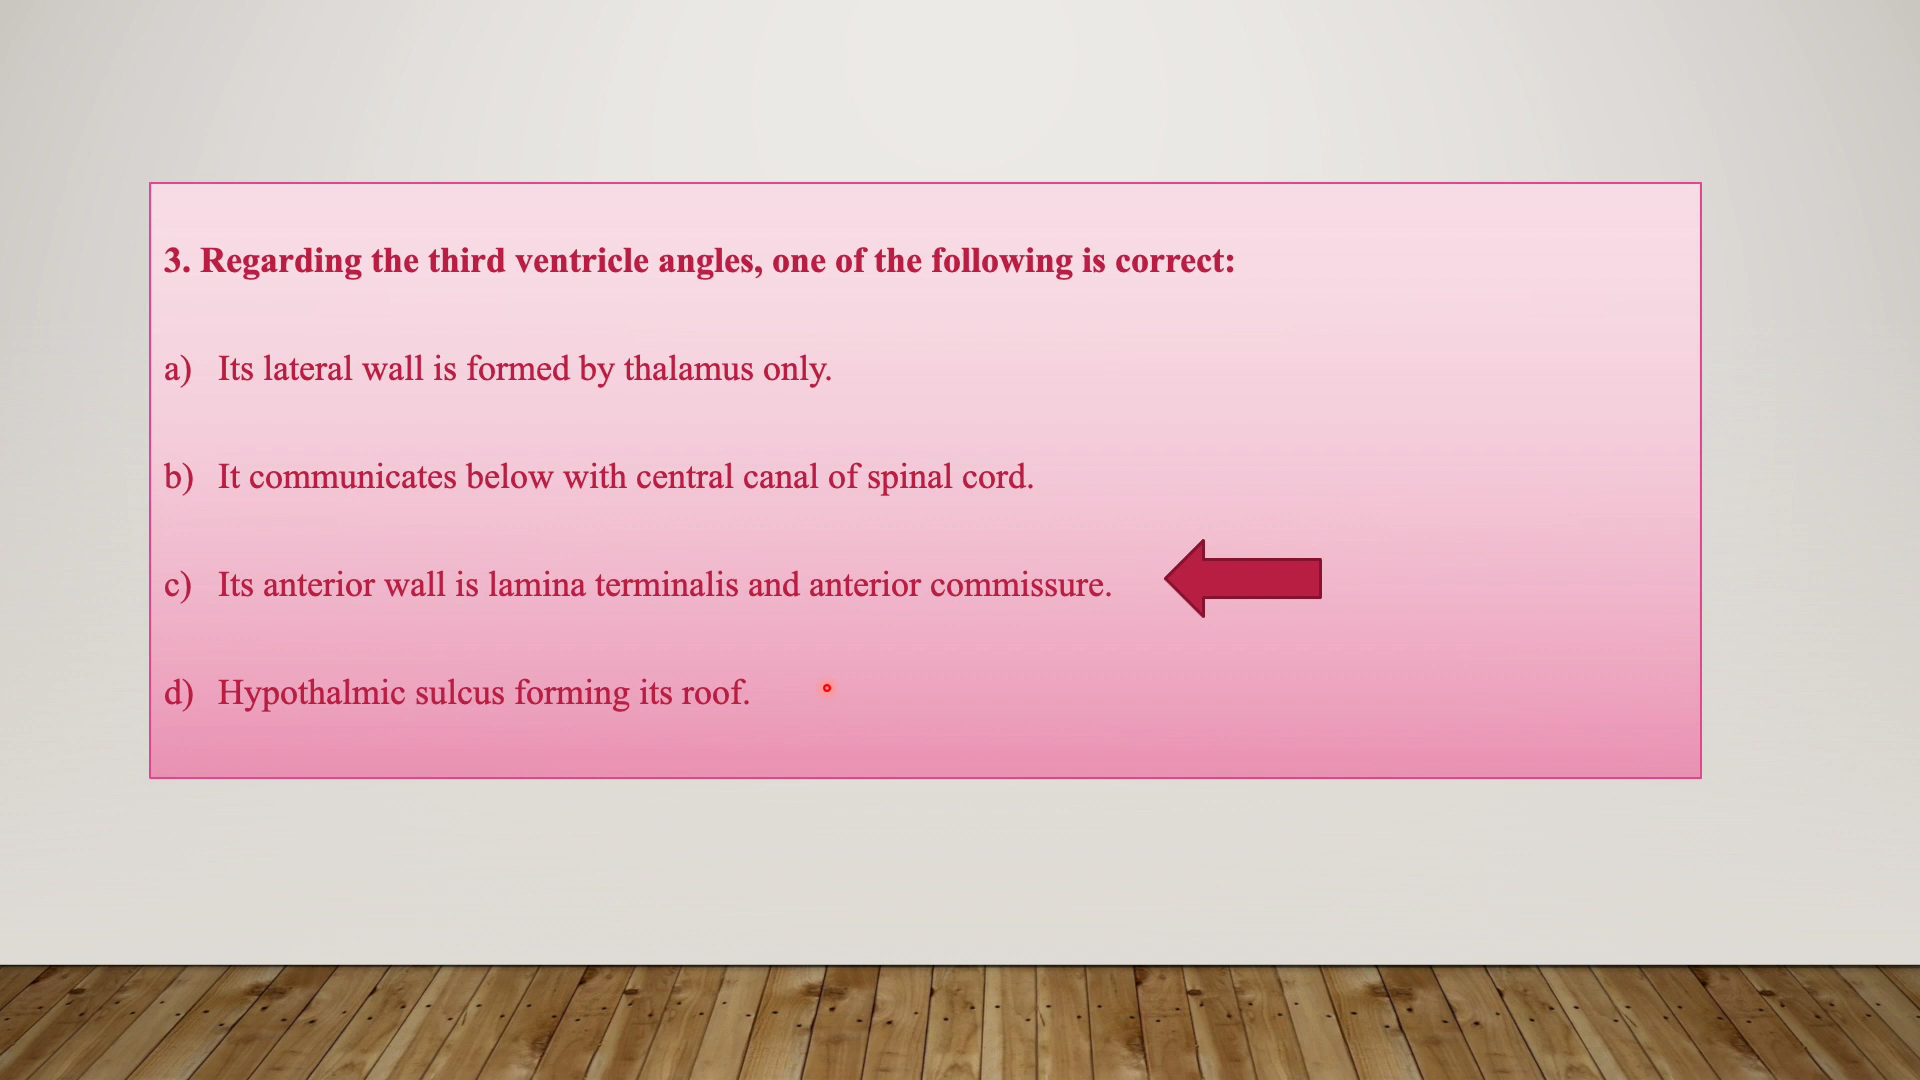 3. Regarding the third ventricle angles, one of the following is correct:
a) Its lateral wall is formed by thalamus only.
b) It communicates below with central canal of spinal cord.
c) Its anterior wall is lamina terminalis and anterior commissure.
d) Hypothalmic sulcus forming its roof.